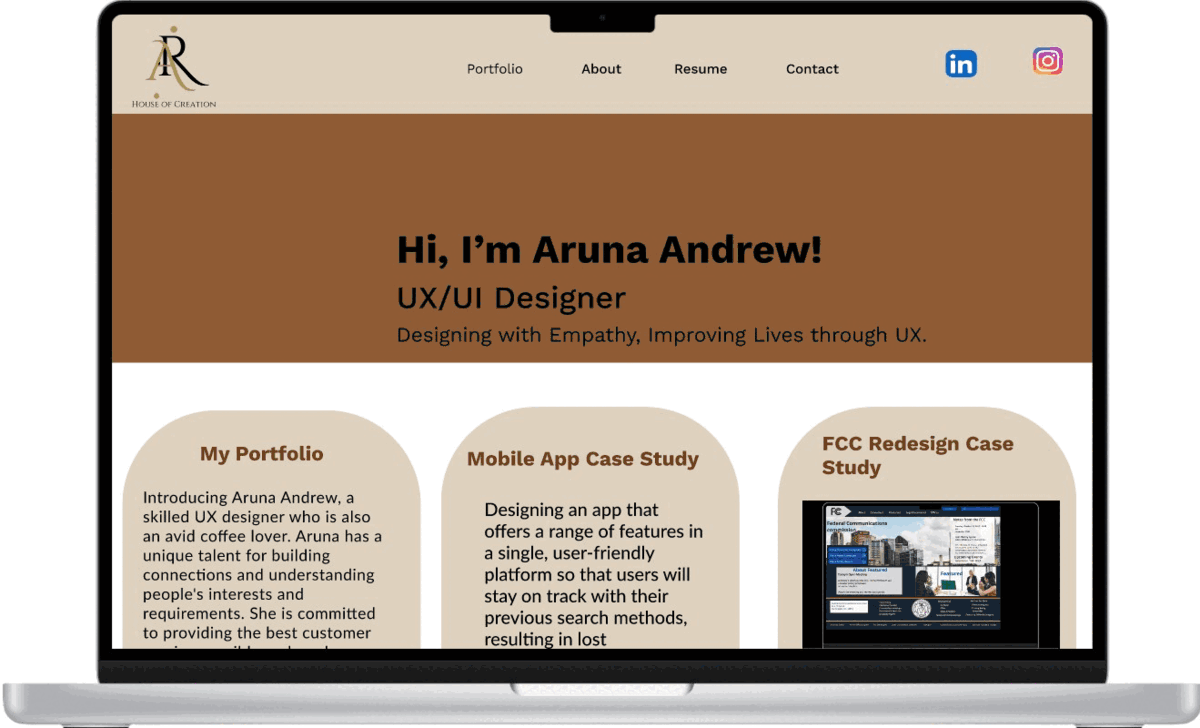 AR
HOUSE OF CREATION
Portfolio
About
Resume
Contact
in
Hi, I'm Aruna Andrew!
UX/UI Designer
Designing with Empathy, Improving Lives through UX.
My Portfolio
Introducing Aruna Andrew, a
skilled UX designer who is also
an avid coffee lover. Aruna has a
unique talent for building
connections and understanding
people's interests and
requirements. She is committed
to providing the best customer
Mobile App Case Study
Designing an app that
offers a range of features in
a single, user-friendly
platform so that users will
stay on track with their
previous search methods,
resulting in lost
FCC Redesign Case
Study
FC
Federal Communications
Commission
About Featured
Featured